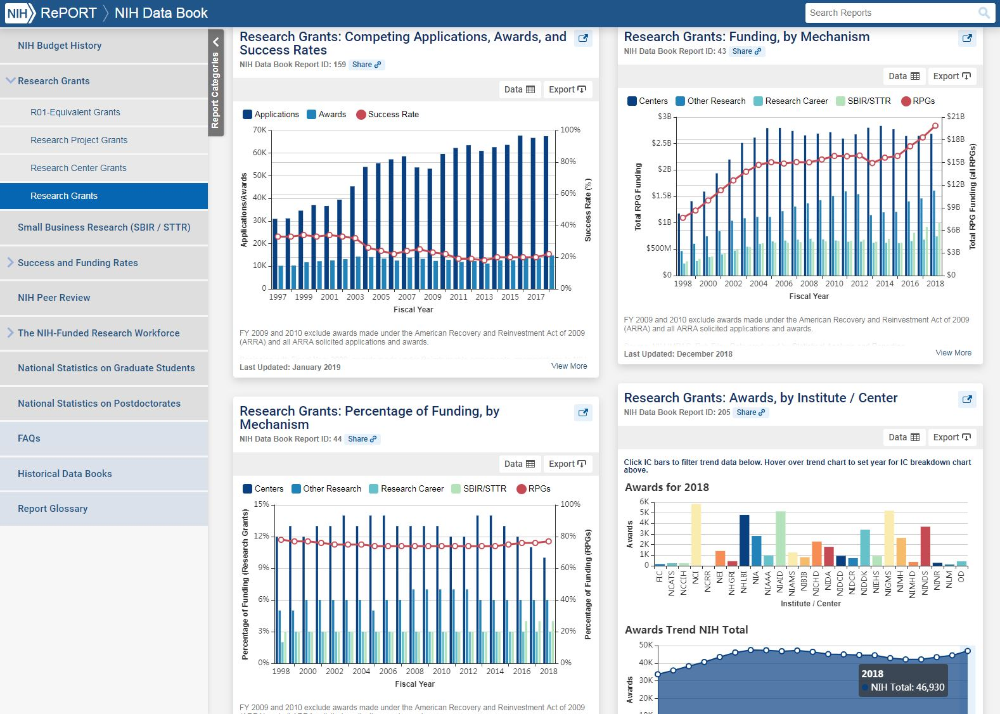 NIH RePORT NIH Data Book
Search Reports
NIH Budget History
Research Grants
R01-Equivalent Grants
Research Project Grants
Research Center Grants
Research Grants
Small Business Research (SBIR / STTR)
Success and Funding Rates
NIH Peer Review
The NIH-Funded Research Workforce
National Statistics on Graduate Students
National Statistics on Postdoctorates
FAQs
Historical Data Books
Report Glossary
Report Categories
Research Grants: Competing Applications, Awards, and
Success Rates
NIH Data Book Report ID: 159 Share
Data Export
Applications Awards Success Rate
70K 100%
60K
80%
50K
60%
40K
30K
40%
20K
20%
10K
0 0%
Applications/Awards
Success Rate (%)
1997 1999 2001 2003 2005 2007 2009 2011 2013 2015 2017
Fiscal Year
FY 2009 and 2010 exclude awards made under the American Recovery and Reinvestment Act of 2009
(ARRA) and all ARRA solicited applications and awards.
Last Updated: January 2019 View More
Research Grants: Funding, by Mechanism
NIH Data Book Report ID: 43 Share
Data Export
Centers Other Research Research Career SBIR/STTR RPGs
$3B $21B
$2.5B $18B
$2B $15B
$1.5B $12B
$1B $9B
$500M $6B
$0 $3B
$0
Total RPG Funding
Total RPG Funding (all RPGs)
1998 2000 2002 2004 2006 2008 2010 2012 2014 2016 2018
Fiscal Year
FY 2009 and 2010 exclude awards made under the American Recovery and Reinvestment Act of 2009
(ARRA) and all ARRA solicited applications and awards.
Last Updated: December 2018 View More
Research Grants: Percentage of Funding, by
Mechanism
NIH Data Book Report ID: 44 Share
Data Export
Centers Other Research Research Career SBIR/STTR RPGs
15% 100%
12% 80%
9% 60%
6% 40%
3% 20%
0% 0%
Percentage of Funding (Research Grants)
Percentage of Funding (RPGs)
1998 2000 2002 2004 2006 2008 2010 2012 2014 2016 2018
Fiscal Year
FY 2009 and 2010 exclude awards made under the American Recovery and Reinvestment Act of 2009
Research Grants: Awards, by Institute / Center
NIH Data Book Report ID: 205 Share
Data Export
Click IC bars to filter trend data below. Hover over trend chart to set year for IC breakdown chart
above.
Awards for 2018
6K
5K
4K
3K
2K
1K
0
Awards
FIC NCATS NCCIH NCI NCRR NEI NHGRI NHLBI NIA NIAAA NIAID NIAMS NIBIB NICHD NIDA NIDCD NIDCR NIDDK NIEHS NIGMS NIMH NIMHD NINDS NINR NLM OD
Institute / Center
Awards Trend NIH Total
50K
40K
30K
20K
Awards
2018
NIH Total: 46,930